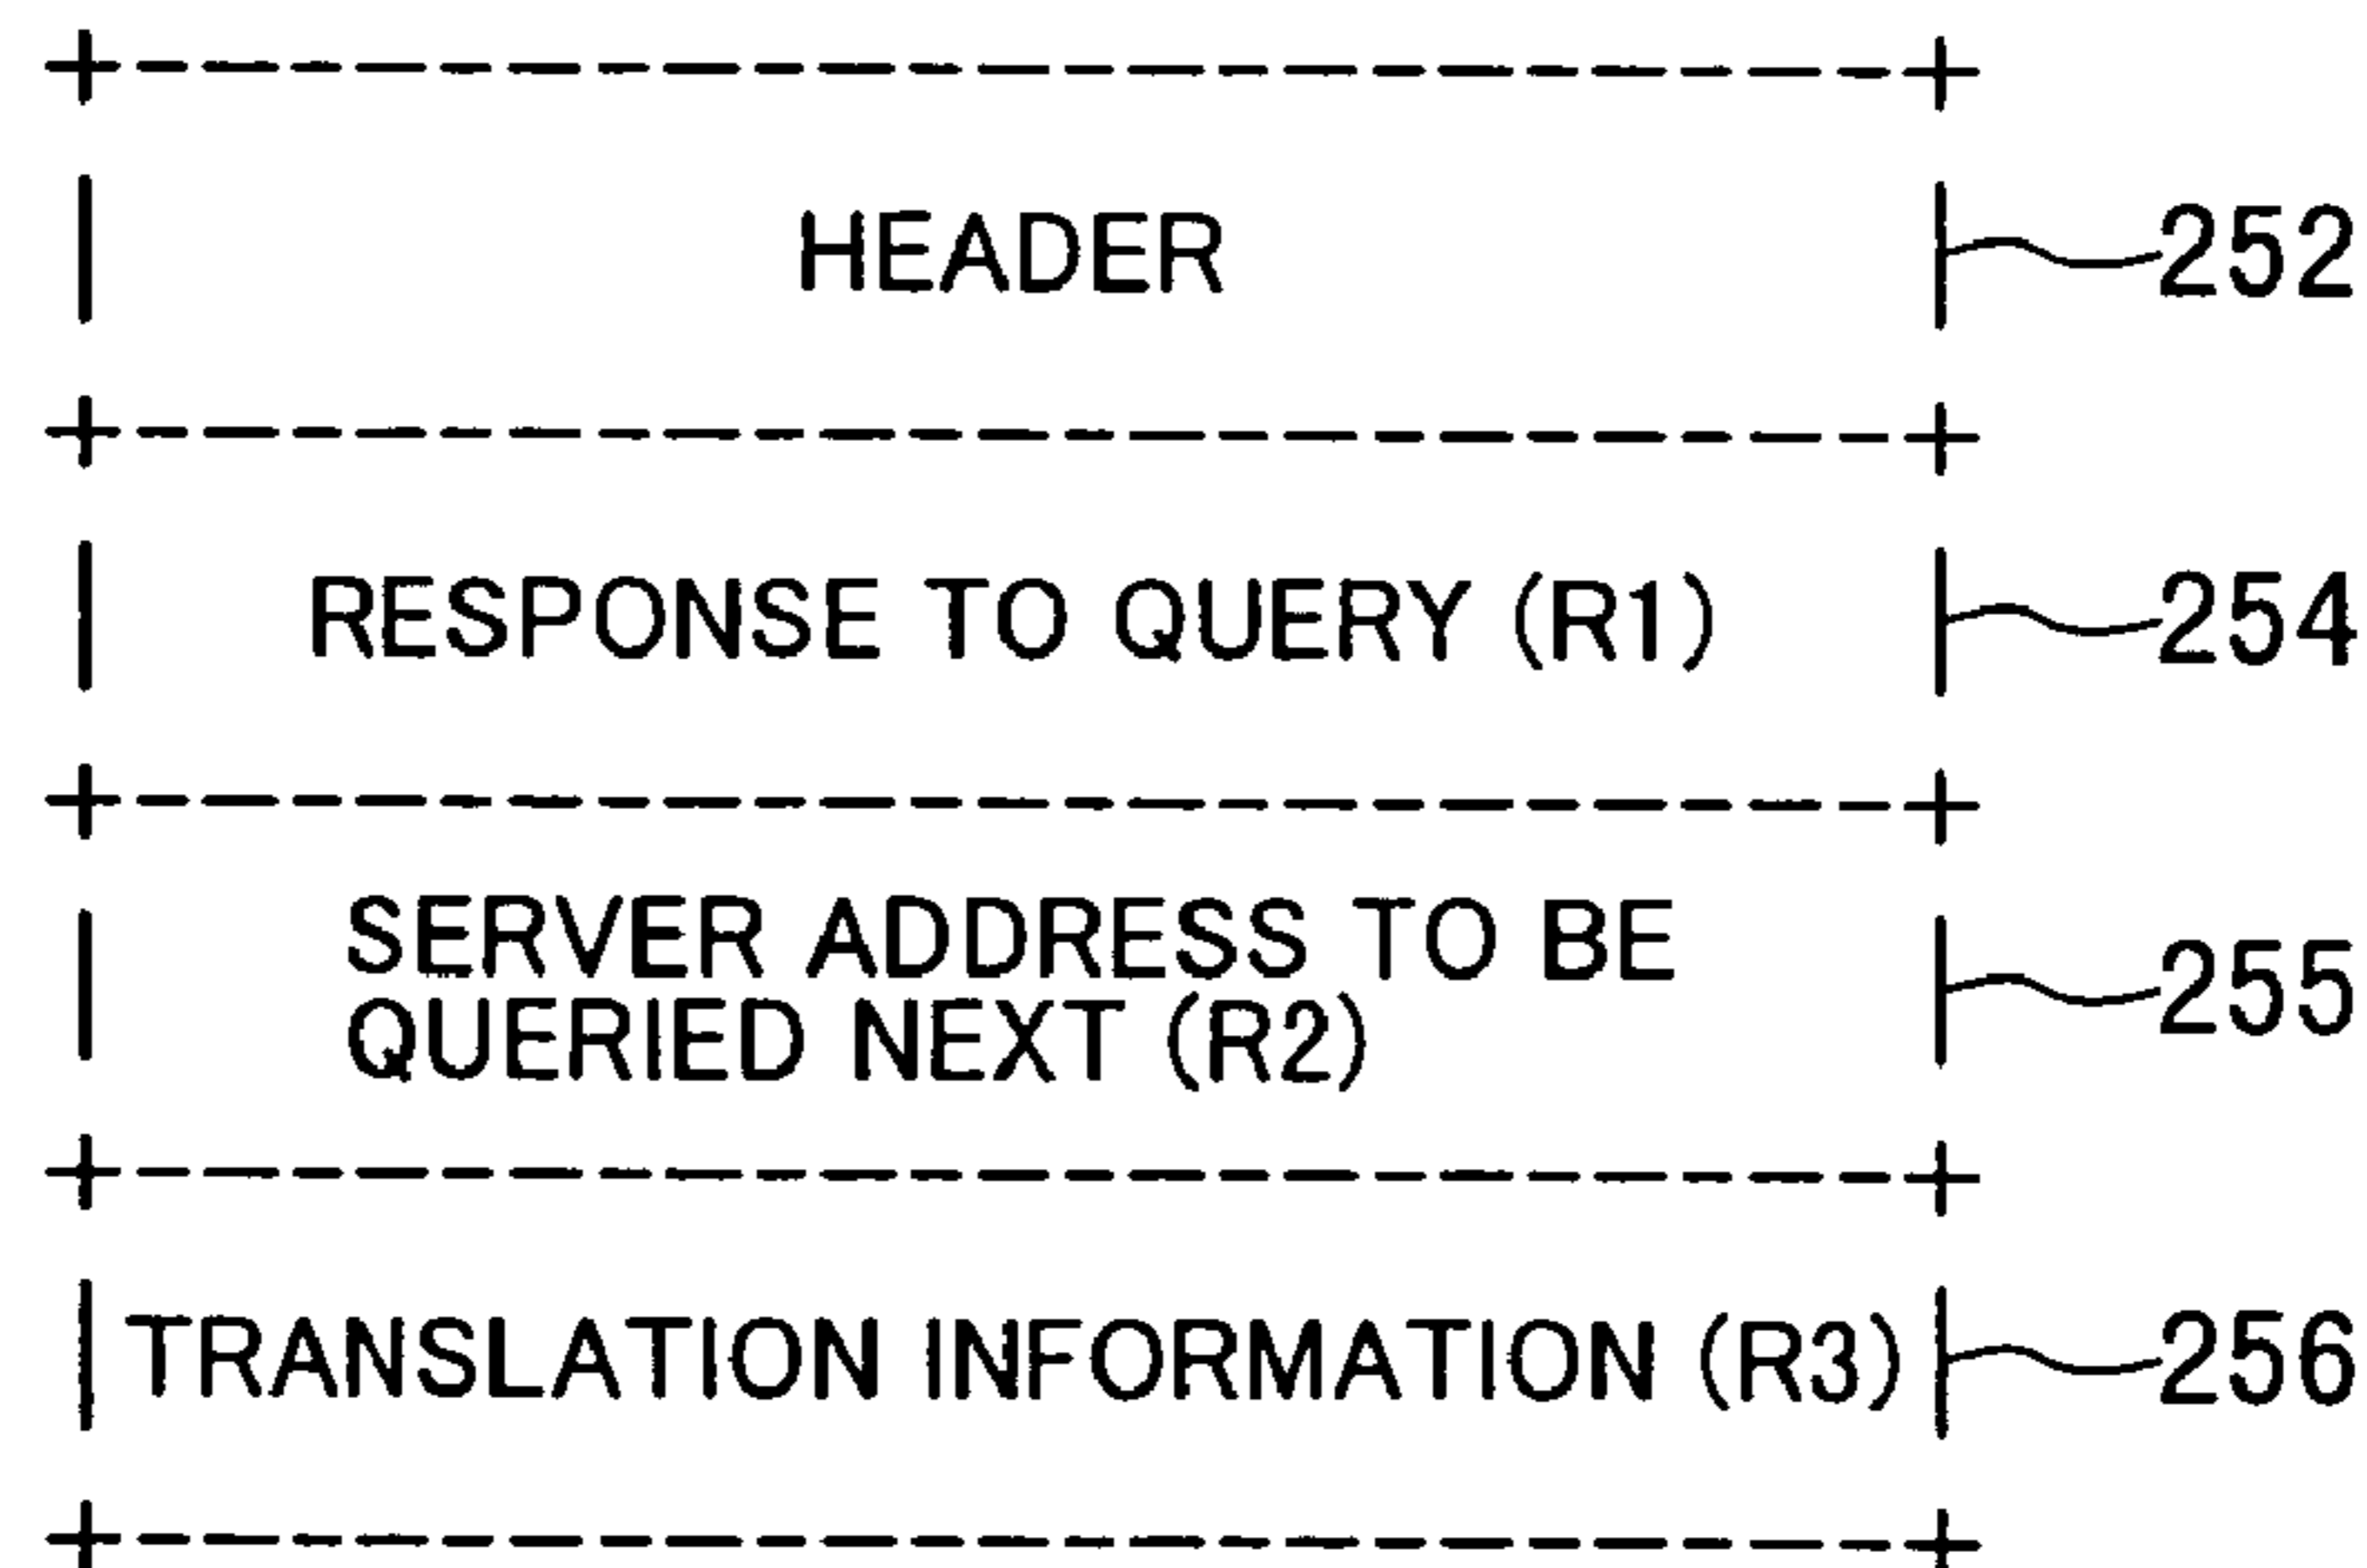 HEADER 252
RESPONSE TO QUERY (R1) 254
SERVER ADDRESS TO BE
QUERIED NEXT (R2) 255
TRANSLATION INFORMATION (R3) 256